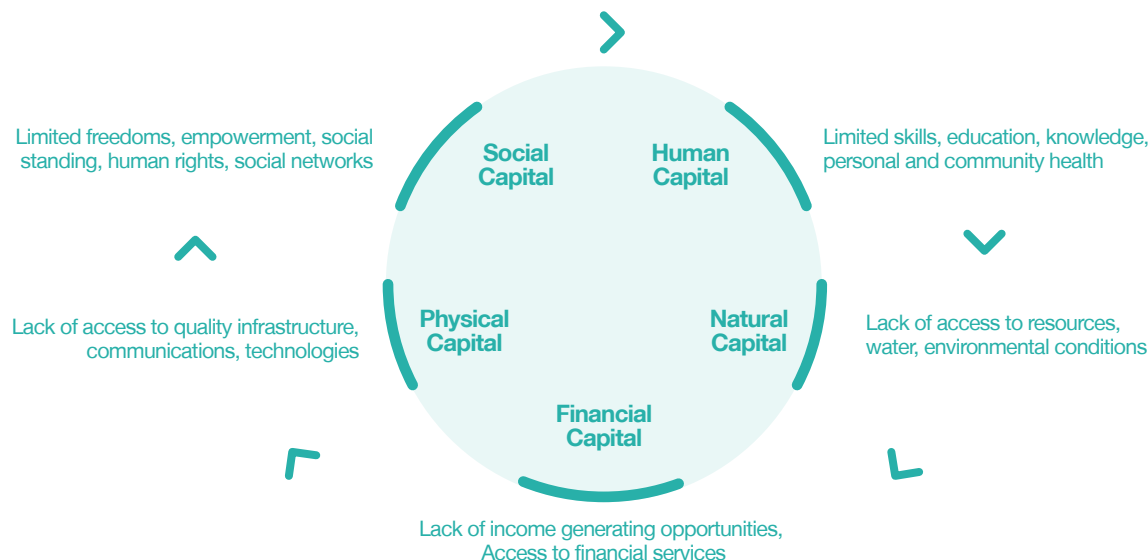 Limited freedoms, empowerment, social
standing, human rights, social networks
Social
Capital
Human
Capital
Limited skills, education, knowledge,
personal and community health
Lack of access to quality infrastructure,
communications, technologies
Physical
Capital
Natural
Capital
Lack of access to resources,
water, environmental conditions
Financial
Capital
Lack of income generating opportunities,
Access to financial services